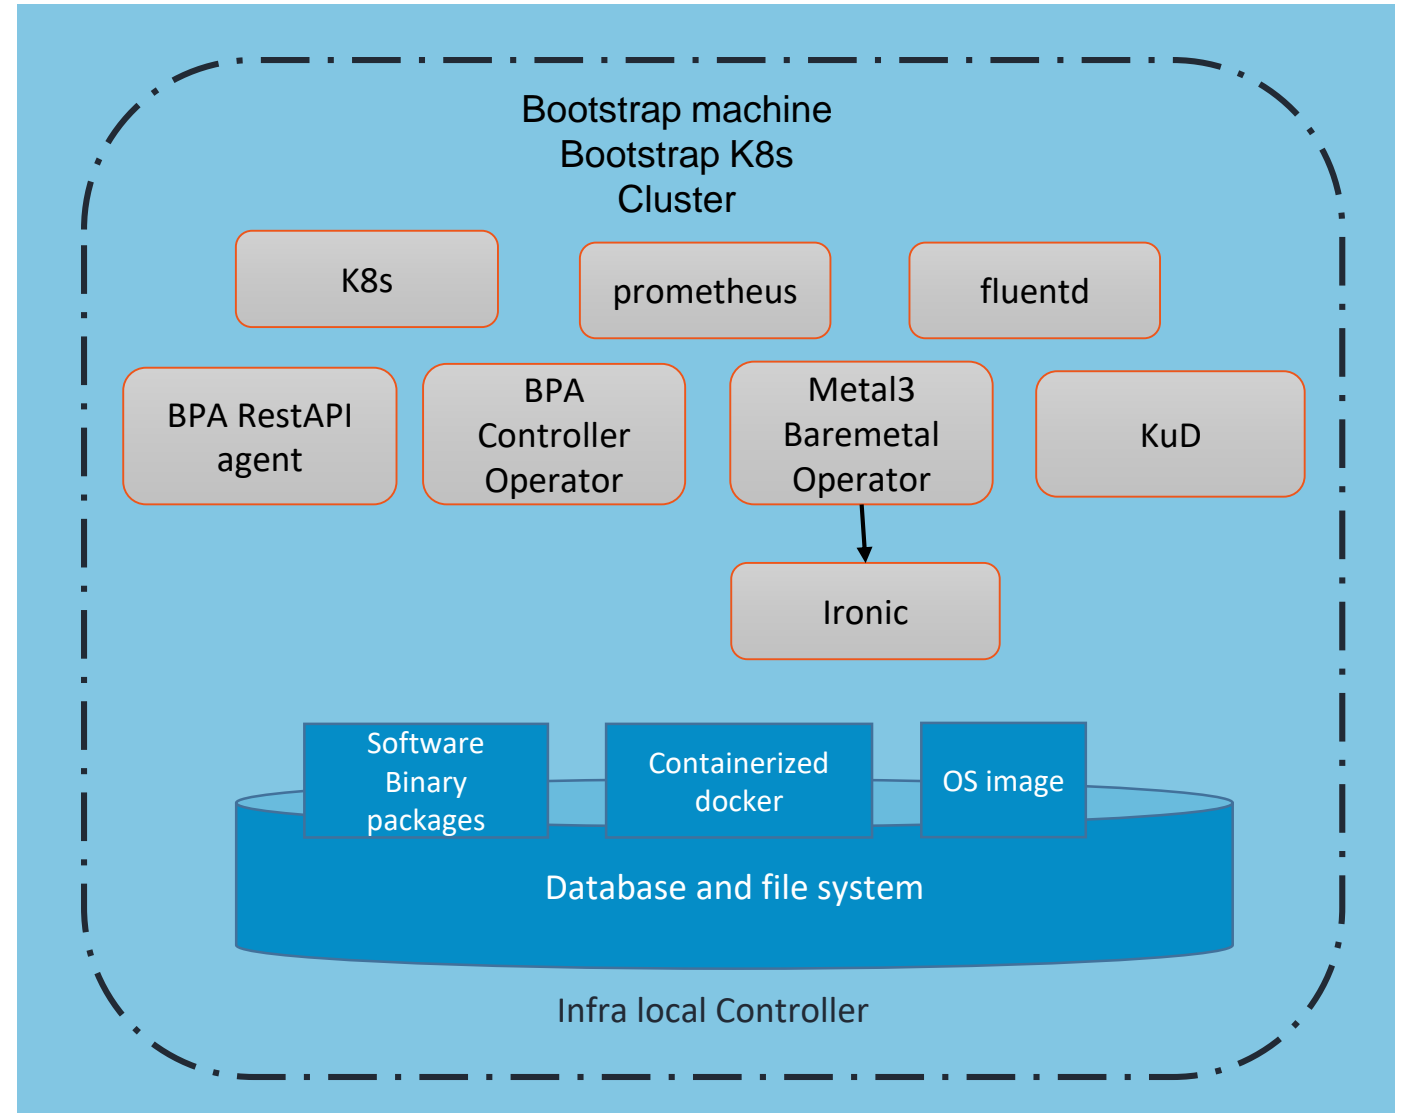 Bootstrap machine
Bootstrap K8s
Cluster
K8s
prometheus
fluentd
BPA RestAPI
agent
BPA
Controller
Operator
Metal3
Baremetal
Operator
KuD
Ironic
Software
Binary
packages
Containerized
docker
OS image
Database and file system
Infra local Controller